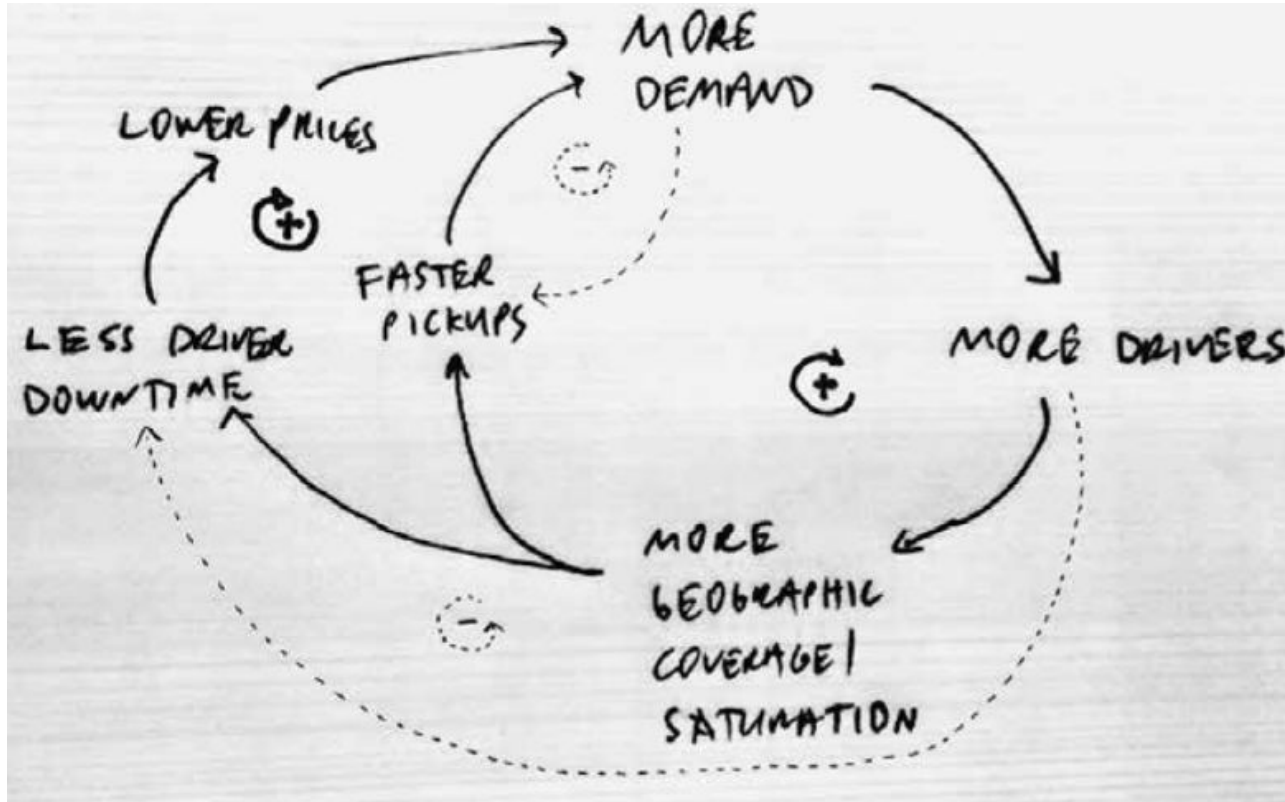 MORE
DEMAND
LOWER PRICES
-
+
FASTER
PICKUPS
LESS DRIVER
DOWNTIME
MORE DRIVERS
+
MORE
GEOGRAPHIC
COVERAGE/
SATURATION
-